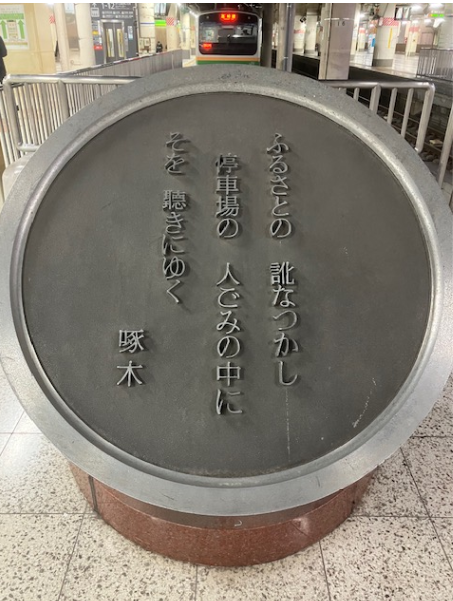 ふるさとの 訛なつかし
停車場の 人ごみの中に
そを 聴きにゆく
啄木